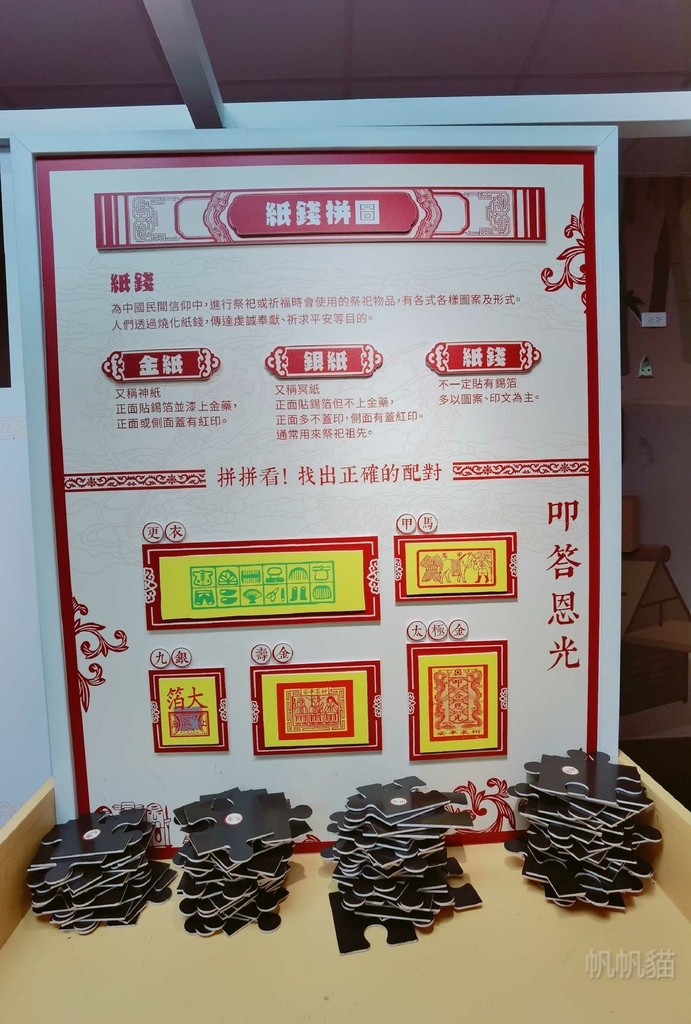 紙錢拼圖
紙錢
為中國民間信仰中，進行祭祀或祈福時會使用的祭祀物品，有各式各樣圖案及形式。
人們透過燒化紙錢，傳達虔誠奉獻、祈求平安等目的。
金紙
又稱神紙
正面貼錫箔並漆上金藥，
正面或側面蓋有紅印。
銀紙
又稱冥紙
正面貼錫箔但不上金藥，
正面多不蓋印，側面有蓋紅印。
通常用來祭祀祖先。
紙錢
不一定貼有錫箔
多以圖案、印文為主。
拼拼看！找出正確的配對
叩答恩光
更衣
甲馬
九銀
大箔
壽金
太極金
叩答恩光
帆帆貓